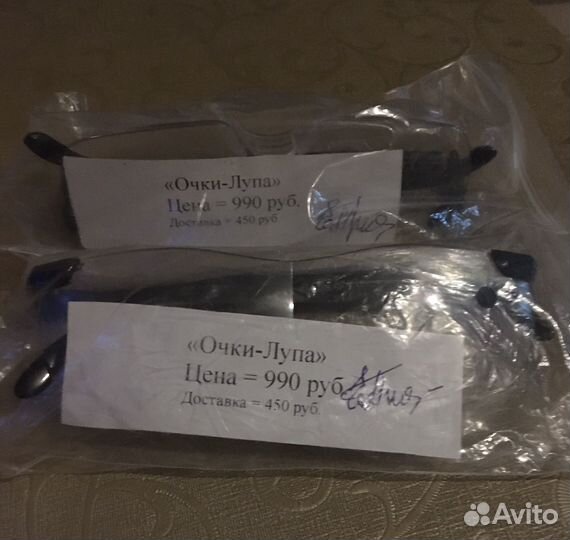 «Очки-Лупа»
Цена = 990 руб.
Доставка = 450 руб
«Очки-Лупа»
Цена = 990 руб
Доставка = 450 руб.
Avito